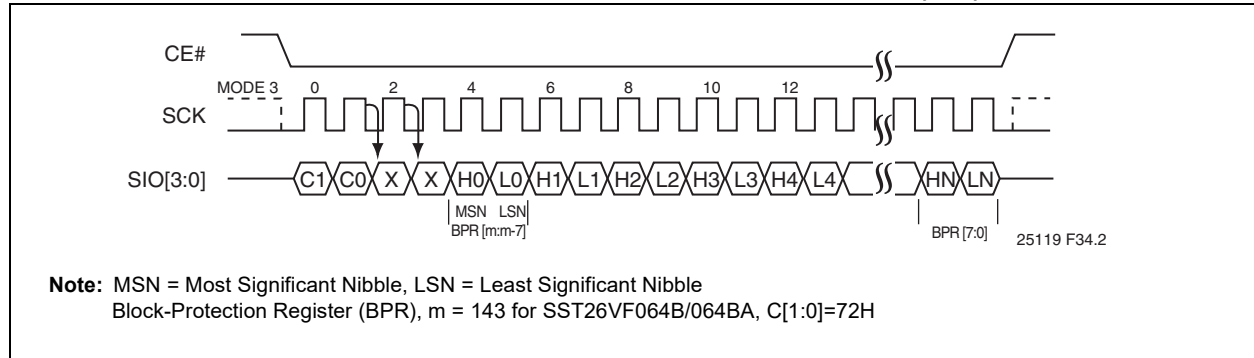 CE#
MODE 3 0 2 4 6 8 10 12
SCK
SIO[3:0] C1 C0 X X H0 L0 H1 L1 H2 L2 H3 L3 H4 L4 HN LN
MSN LSN
BPR [m:m-7] BPR [7:0]
25119 F34.2
Note: MSN = Most Significant Nibble, LSN = Least Significant Nibble
Block-Protection Register (BPR), m = 143 for SST26VF064B/064BA, C[1:0]=72H